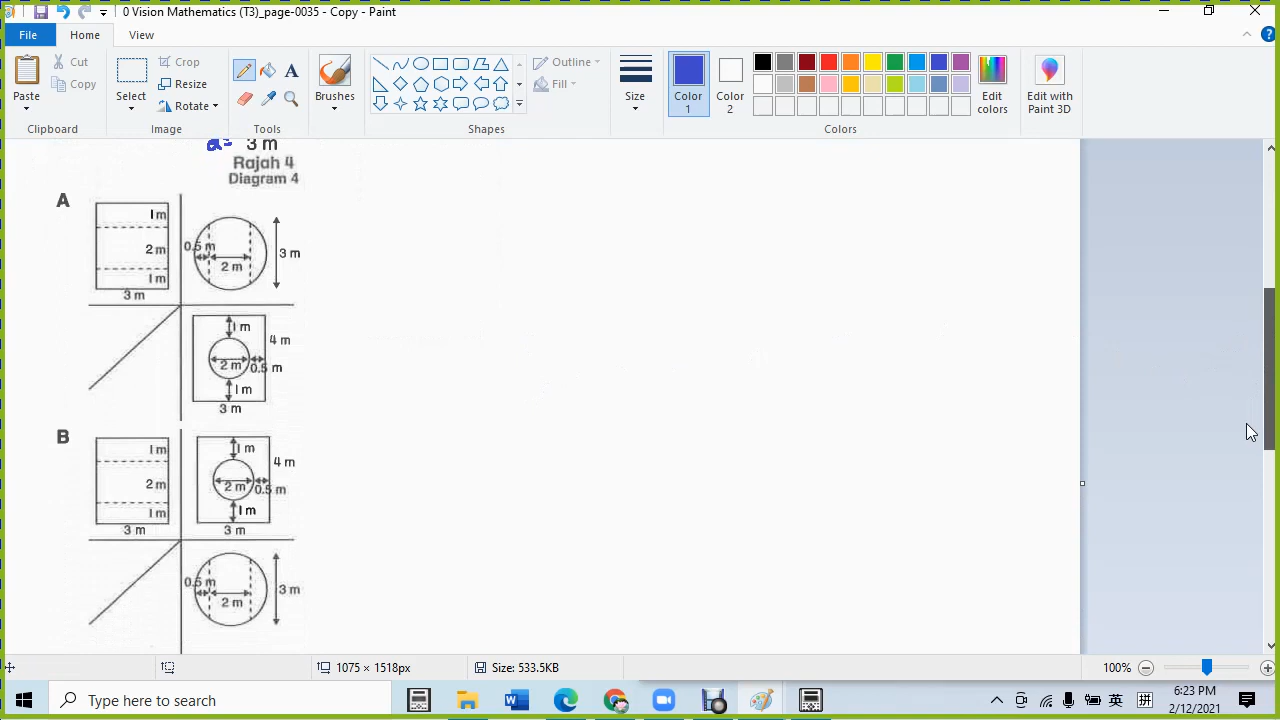 0 Vision Mathematics (T3)_page-0035 - Copy - Paint
File
Home
View
Paste
Cut
Copy
Clipboard
Select
Crop
Resize
Rotate
Image
A
Tools
Brushes
Shapes
Outline
Fill
Size
Color 1
Color 2
Edit colors
Edit with Paint 3D
Colors
a= 3 m
Rajah 4
Diagram 4
A
1 m
2 m
1 m
3 m
0.5 m
2 m
3 m
1 m
4 m
2 m
0.5 m
1 m
3 m
B
1 m
2 m
1 m
3 m
1 m
4 m
2 m
0.5 m
1 m
3 m
0.5 m
2 m
3 m
1075 × 1518px
Size: 533.5KB
100%
Type here to search
英
拼
6:23 PM
2/12/2021